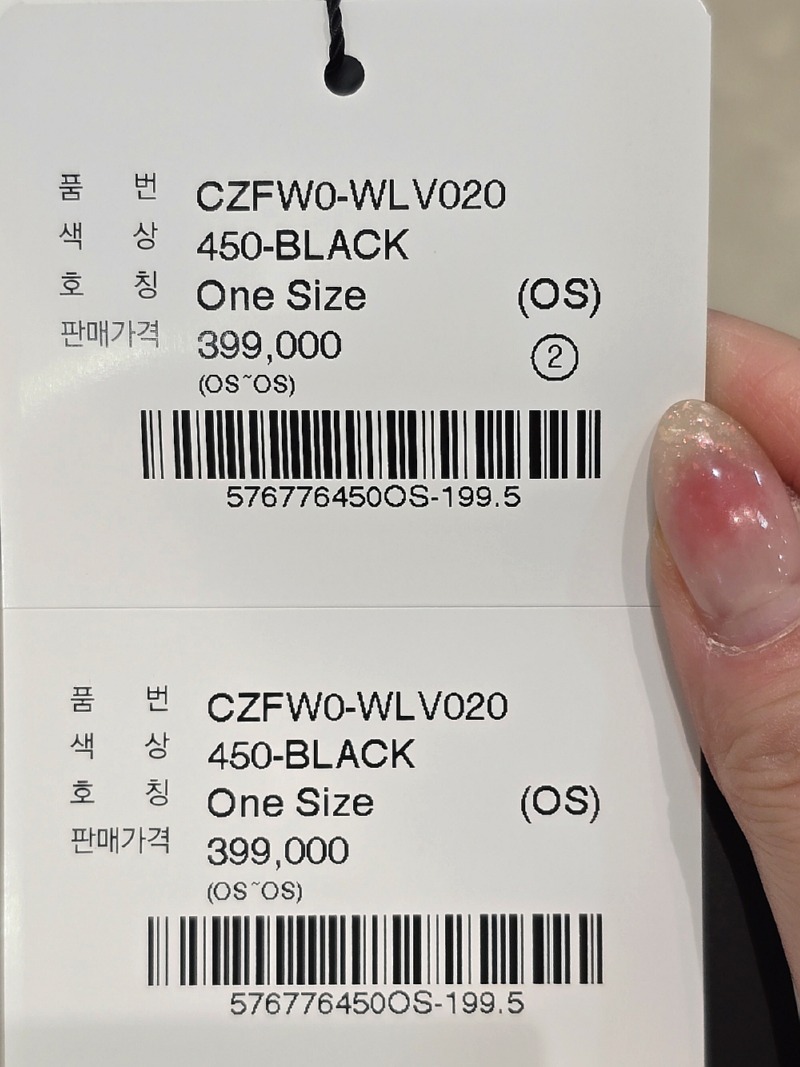 품 번 CZFW0-WLV020
색 상 450-BLACK
호 칭 One Size (OS)
판매가격 399,000 ②
(OS~OS)
576776450OS-199.5
품 번 CZFW0-WLV020
색 상 450-BLACK
호 칭 One Size (OS)
판매가격 399,000
(OS~OS)
576776450OS-199.5